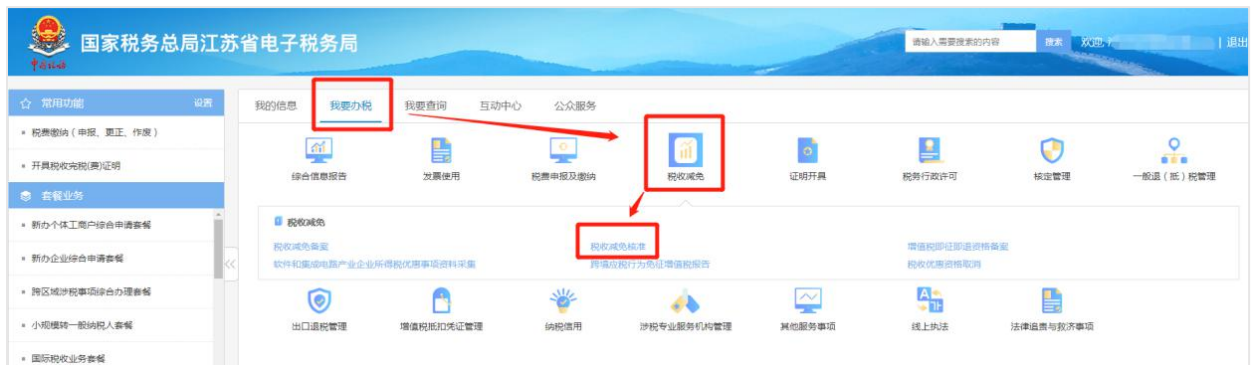 国家税务总局江苏省电子税务局
中国税务
请输入需要搜索的内容 搜索 欢迎, | 退出
常用功能 设置
税费缴纳(申报、更正、作废)
开具税收完税(费)证明
套餐业务
新办个体工商户综合申请套餐
新办企业综合申请套餐
跨区域涉税事项综合办理套餐
小规模转一般纳税人套餐
国际税收业务套餐
我的信息 我要办税 我要查询 互动中心 公众服务
综合信息报告 发票使用 税费申报及缴纳 税收减免 证明开具 税务行政许可 核定管理 一般退(抵)税管理
税收减免
税收减免备案 税收减免核准 增值税即征即退资格备案
软件和集成电路产业企业所得税优惠事项资料采集 跨境应税行为免征增值税报告 税收优惠资格取消
出口退税管理 增值税抵扣凭证管理 纳税信用 涉税专业服务机构管理 其他服务事项 线上执法 法律追责与救济事项